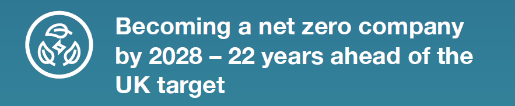 Becoming a net zero company
by 2028 – 22 years ahead of the
UK target